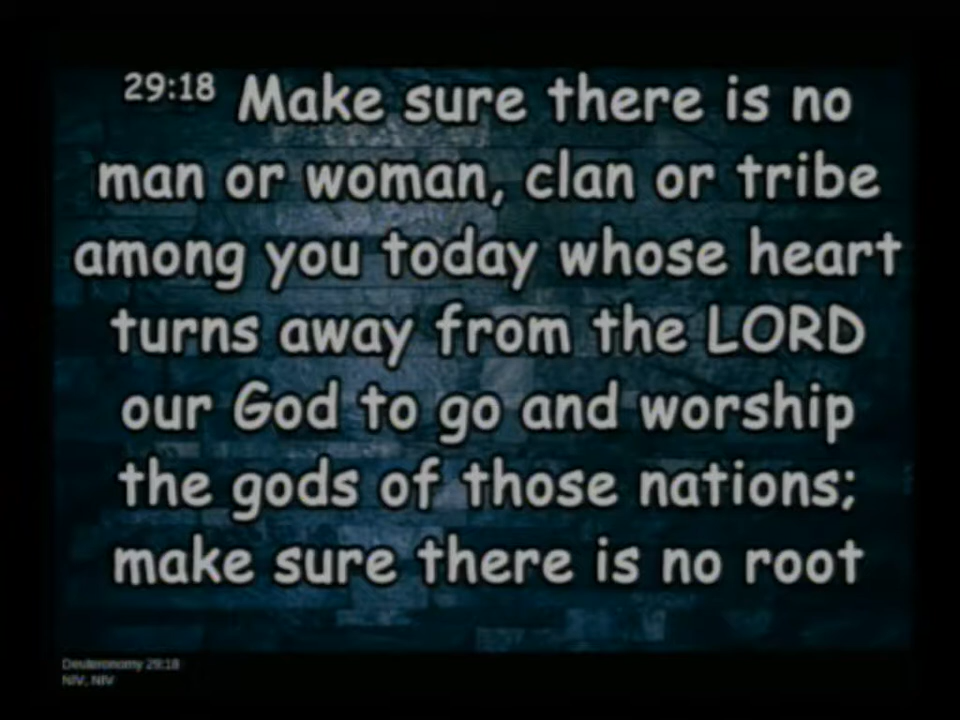 29:18 Make sure there is no
man or woman, clan or tribe
among you today whose heart
turns away from the LORD
our God to go and worship
the gods of those nations;
make sure there is no root
Deuteronomy 29:18
NIV, NIV